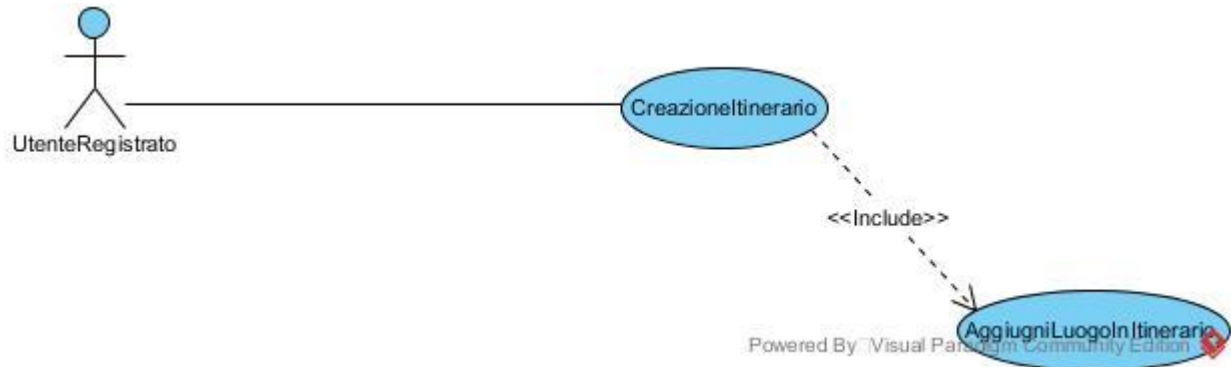 UtenteRegistrato
CreazioneItinerario
<<Include>>
AggiugniLuogoInItinerario
Powered By Visual Paradigm Community Edition